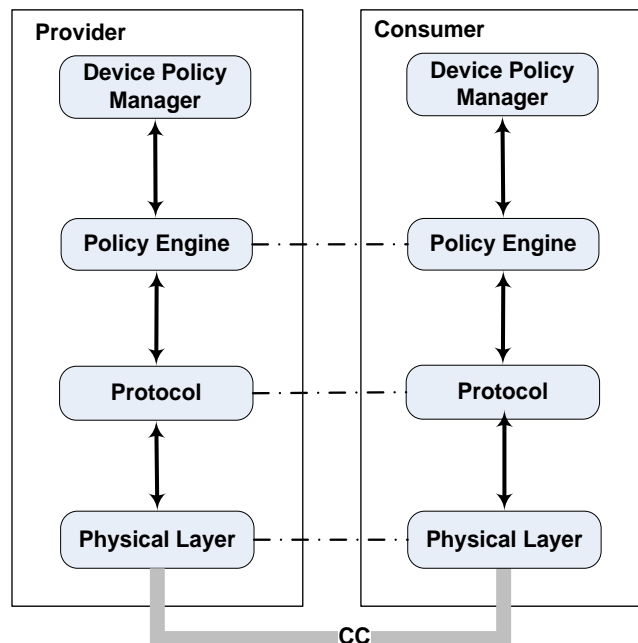 Provider
Device Policy
Manager
Policy Engine
Protocol
Physical Layer
Consumer
Device Policy
Manager
Policy Engine
Protocol
Physical Layer
CC